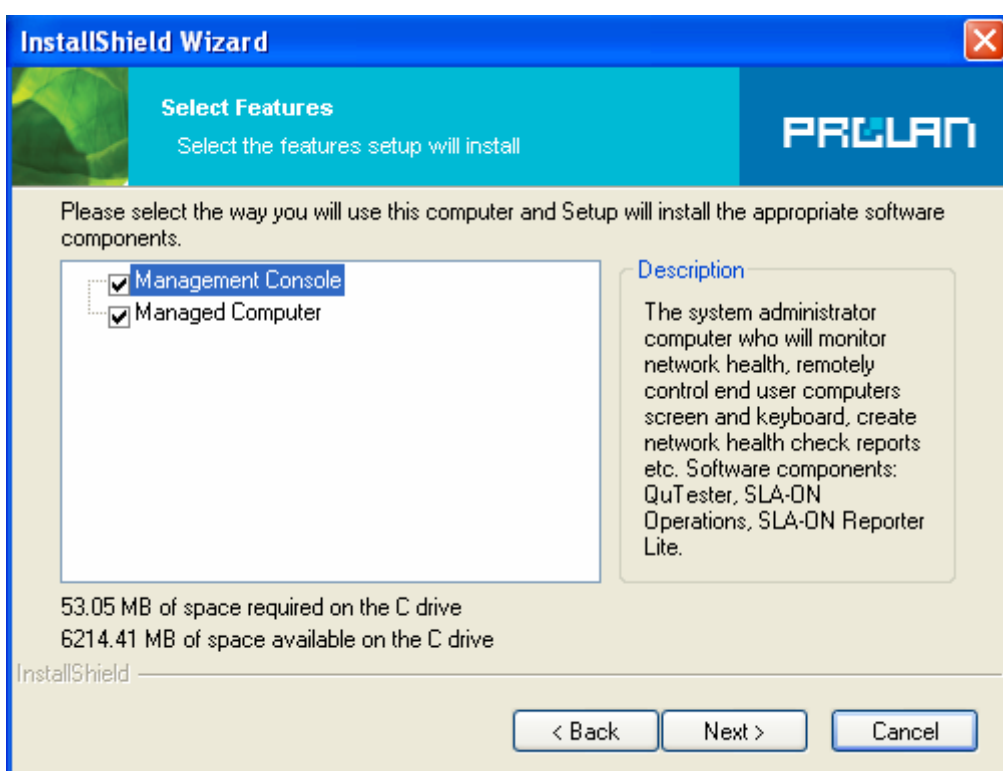 InstallShield Wizard
Select Features
Select the features setup will install
PROLAN
Please select the way you will use this computer and Setup will install the appropriate software
components.
Management Console
Managed Computer
Description
The system administrator
computer who will monitor
network health, remotely
control end user computers
screen and keyboard, create
network health check reports
etc. Software components:
QuTester, SLA-ON
Operations, SLA-ON Reporter
Lite.
53.05 MB of space required on the C drive
6214.41 MB of space available on the C drive
InstallShield
< Back
Next >
Cancel